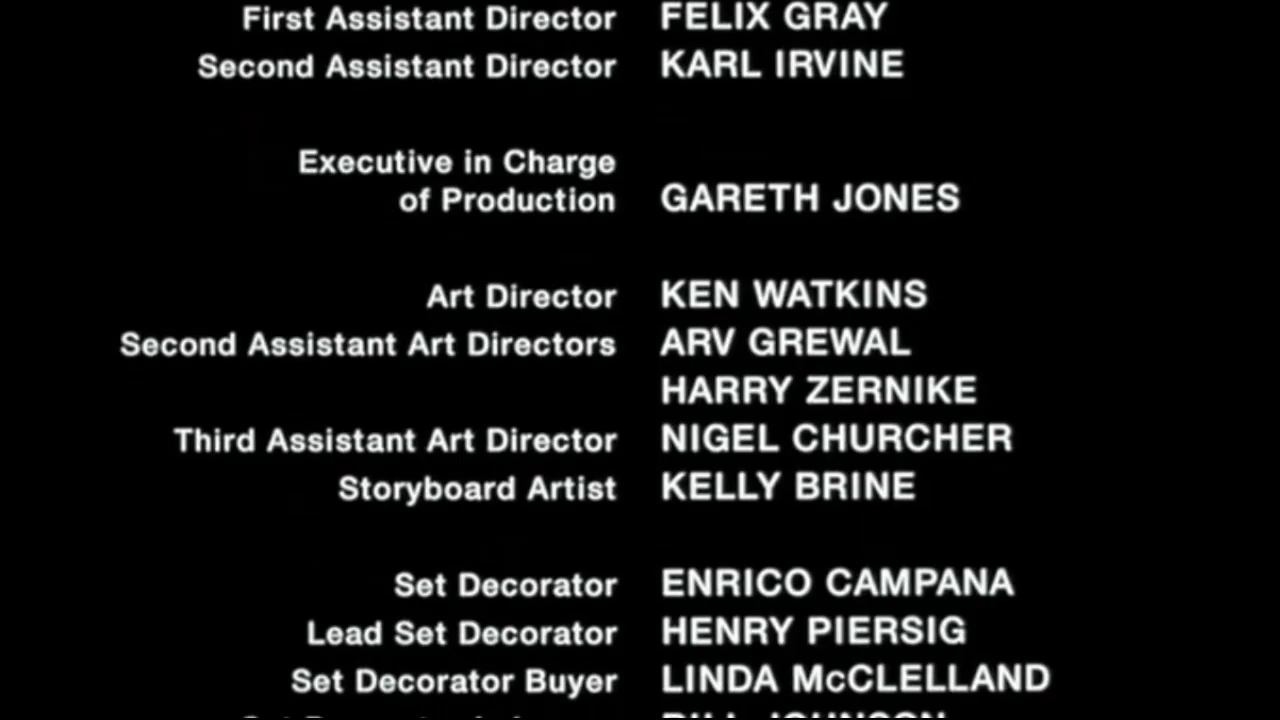 First Assistant Director FELIX GRAY
Second Assistant Director KARL IRVINE
Executive in Charge
of Production GARETH JONES
Art Director KEN WATKINS
Second Assistant Art Directors ARV GREWAL
HARRY ZERNIKE
Third Assistant Art Director NIGEL CHURCHER
Storyboard Artist KELLY BRINE
Set Decorator ENRICO CAMPANA
Lead Set Decorator HENRY PIERSIG
Set Decorator Buyer LINDA McCLELLAND